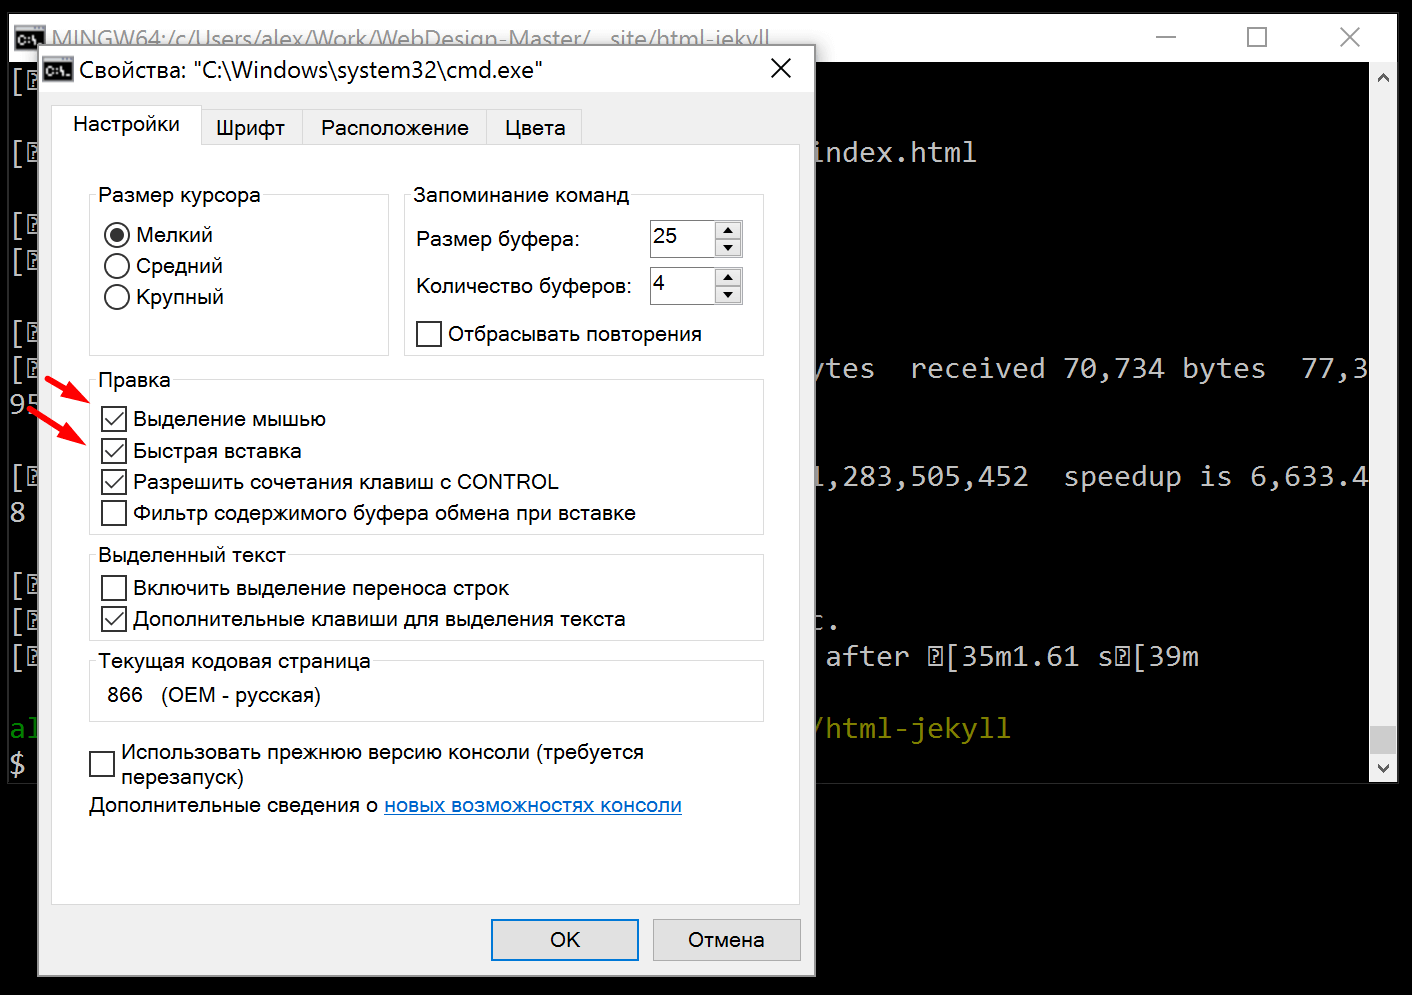 MINGW64:/c/Users/alex/Work/WebDesign-Master/__site/html-jekyll
Свойства: "C:\Windows\system32\cmd.exe"
Настройки
Шрифт
Расположение
Цвета
Размер курсора
Мелкий
Средний
Крупный
Запоминание команд
Размер буфера:
25
Количество буферов:
4
Отбрасывать повторения
Правка
Выделение мышью
Быстрая вставка
Разрешить сочетания клавиш с CONTROL
Фильтр содержимого буфера обмена при вставке
Выделенный текст
Включить выделение переноса строк
Дополнительные клавиши для выделения текста
Текущая кодовая страница
866 (OEM - русская)
Использовать прежнюю версию консоли (требуется
перезапуск)
Дополнительные сведения о новых возможностях консоли
OK
Отмена
index.html
ytes received 70,734 bytes 77,3
95
1,283,505,452 speedup is 6,633.4
8
c.
after [35m1.61 s[39m
al
/html-jekyll
$